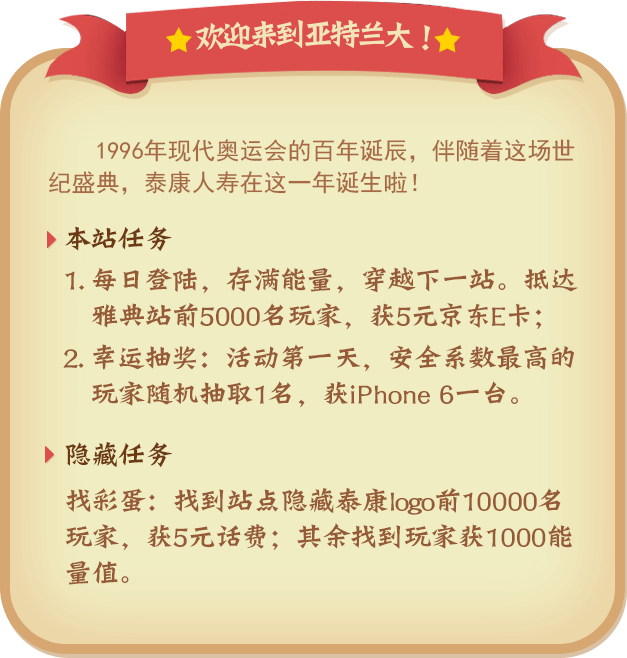 欢迎来到亚特兰大！
1996年现代奥运会的百年诞辰，伴随着这场世
纪盛典，泰康人寿在这一年诞生啦！
本站任务
1. 每日登陆，存满能量，穿越下一站。抵达
雅典站前5000名玩家，获5元京东E卡；
2. 幸运抽奖：活动第一天，安全系数最高的
玩家随机抽取1名，获iPhone 6一台。
隐藏任务
找彩蛋：找到站点隐藏泰康logo前10000名
玩家，获5元话费；其余找到玩家获1000能
量值。